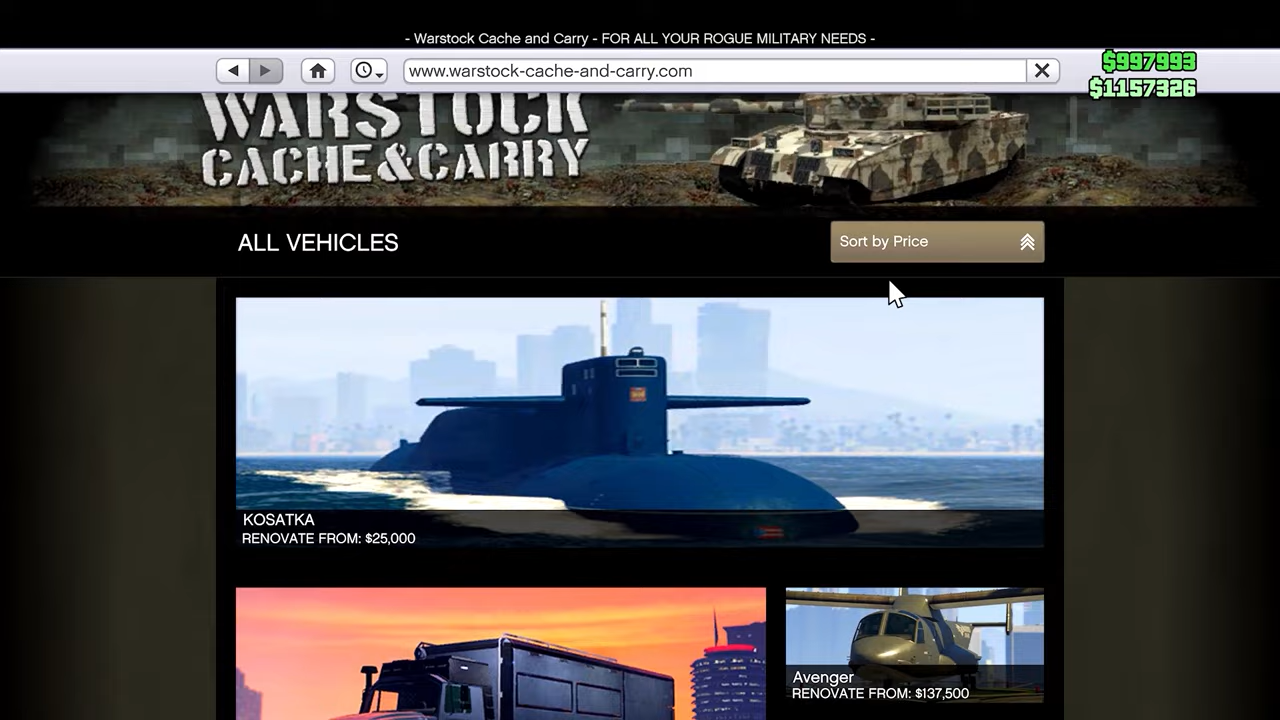 - Warstock Cache and Carry - FOR ALL YOUR ROGUE MILITARY NEEDS -
www.warstock-cache-and-carry.com
$997993
$1157326
WARSTOCK
CACHE&CARRY
ALL VEHICLES
Sort by Price
KOSATKA
RENOVATE FROM: $25,000
Avenger
RENOVATE FROM: $137,500